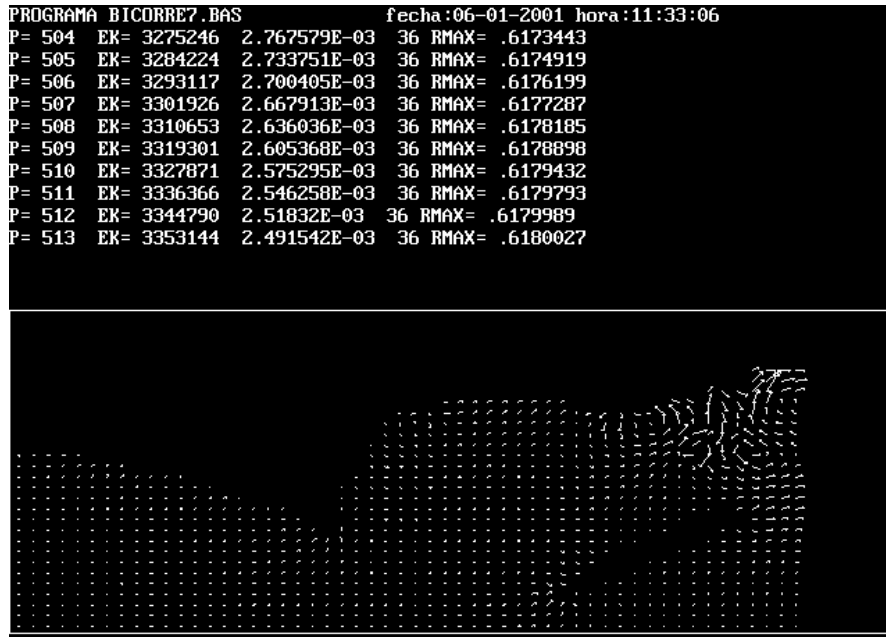 PROGRAMA BICORRE7.BAS fecha:06-01-2001 hora:11:33:06
P= 504 EK= 3275246 2.767579E-03 36 RMAX= .6173443
P= 505 EK= 3284224 2.733751E-03 36 RMAX= .6174919
P= 506 EK= 3293117 2.700405E-03 36 RMAX= .6176199
P= 507 EK= 3301926 2.667913E-03 36 RMAX= .6177287
P= 508 EK= 3310653 2.636036E-03 36 RMAX= .6178185
P= 509 EK= 3319301 2.605368E-03 36 RMAX= .6178898
P= 510 EK= 3327871 2.575295E-03 36 RMAX= .6179432
P= 511 EK= 3336366 2.546258E-03 36 RMAX= .6179793
P= 512 EK= 3344790 2.51832E-03 36 RMAX= .6179989
P= 513 EK= 3353144 2.491542E-03 36 RMAX= .6180027